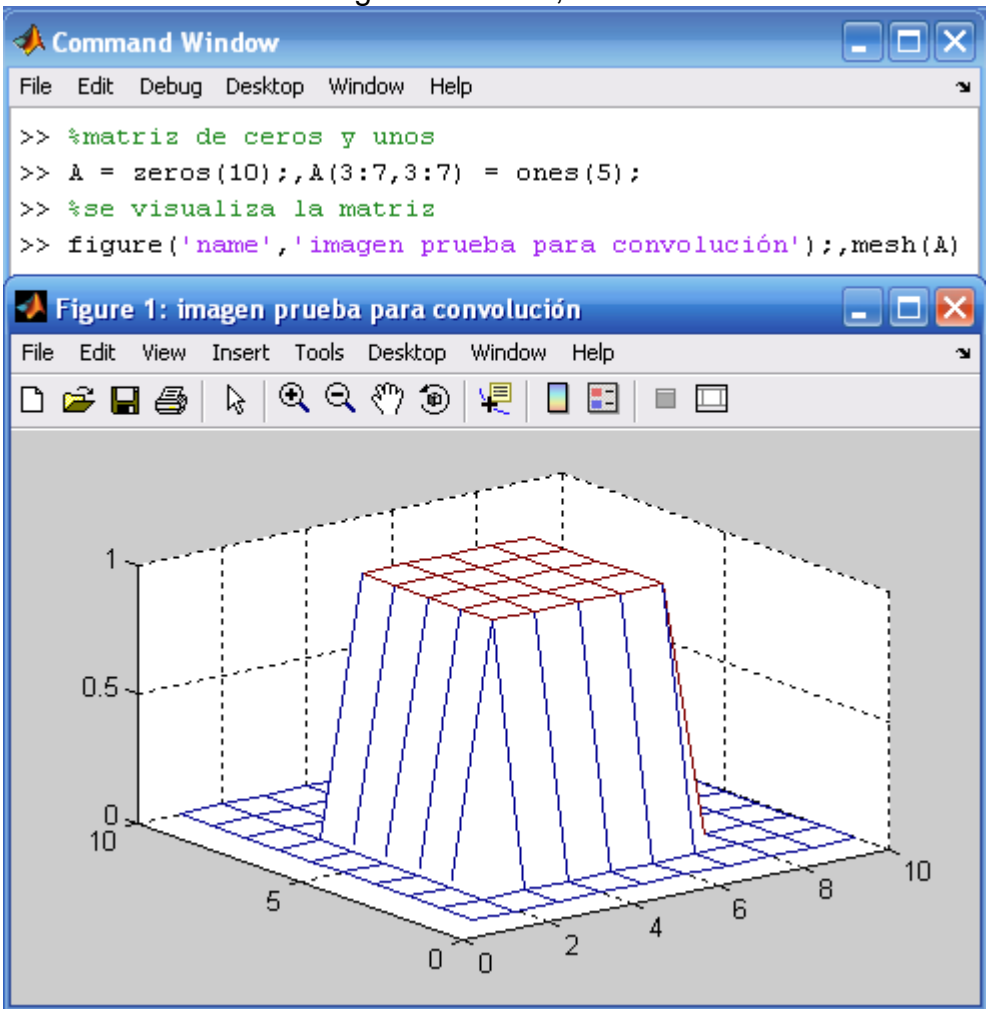 Command Window
File Edit Debug Desktop Window Help
>> %matriz de ceros y unos
>> A = zeros(10);,A(3:7,3:7) = ones(5);
>> %se visualiza la matriz
>> figure('name','imagen prueba para convolución');,mesh(A)
Figure 1: imagen prueba para convolución
File Edit View Insert Tools Desktop Window Help
1
0.5
0
10
5
0
0
2
4
6
8
10